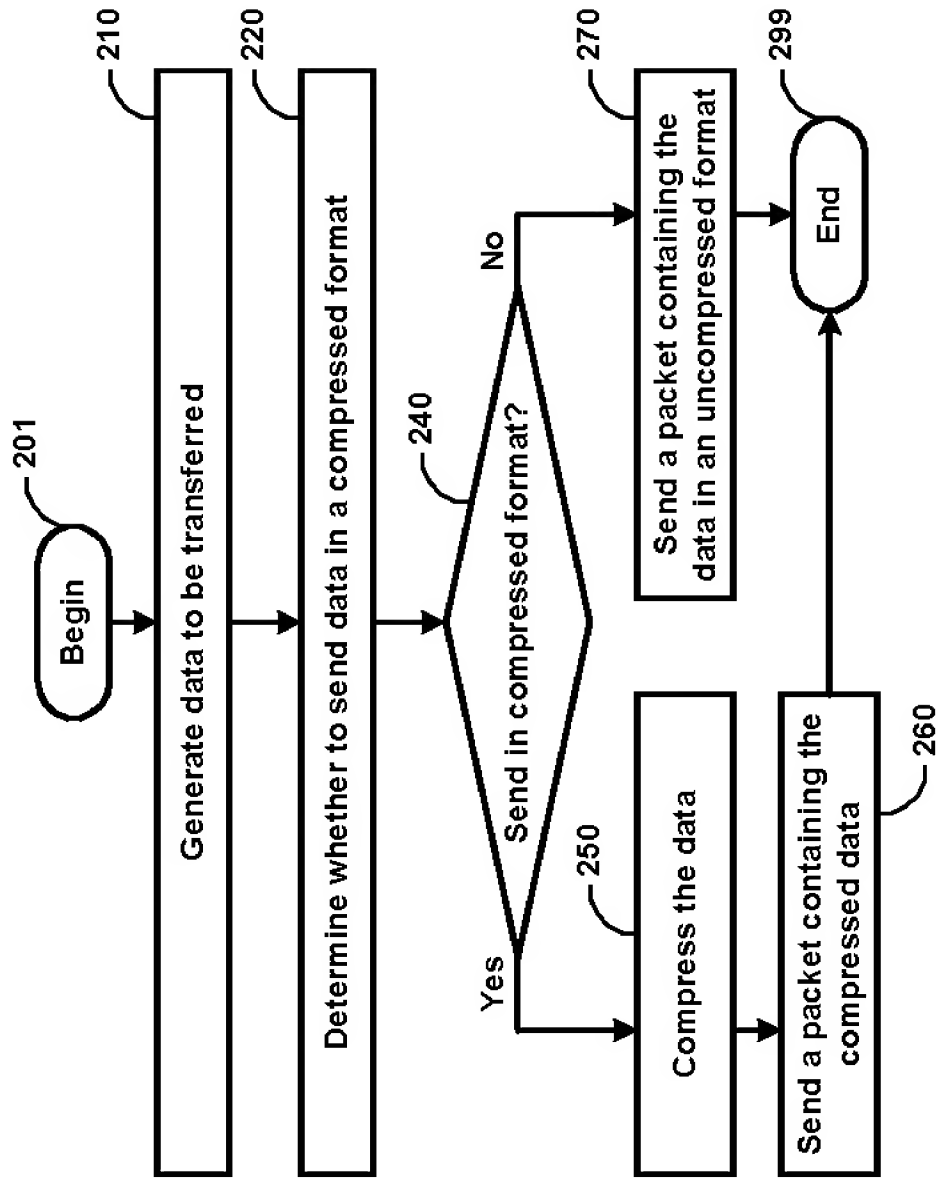 Begin
201
Generate data to be transferred
210
Determine whether to send data in a compressed format
220
Send in compressed format?
240
Yes
No
Compress the data
250
Send a packet containing the
data in an uncompressed format
270
Send a packet containing the
compressed data
260
End
299